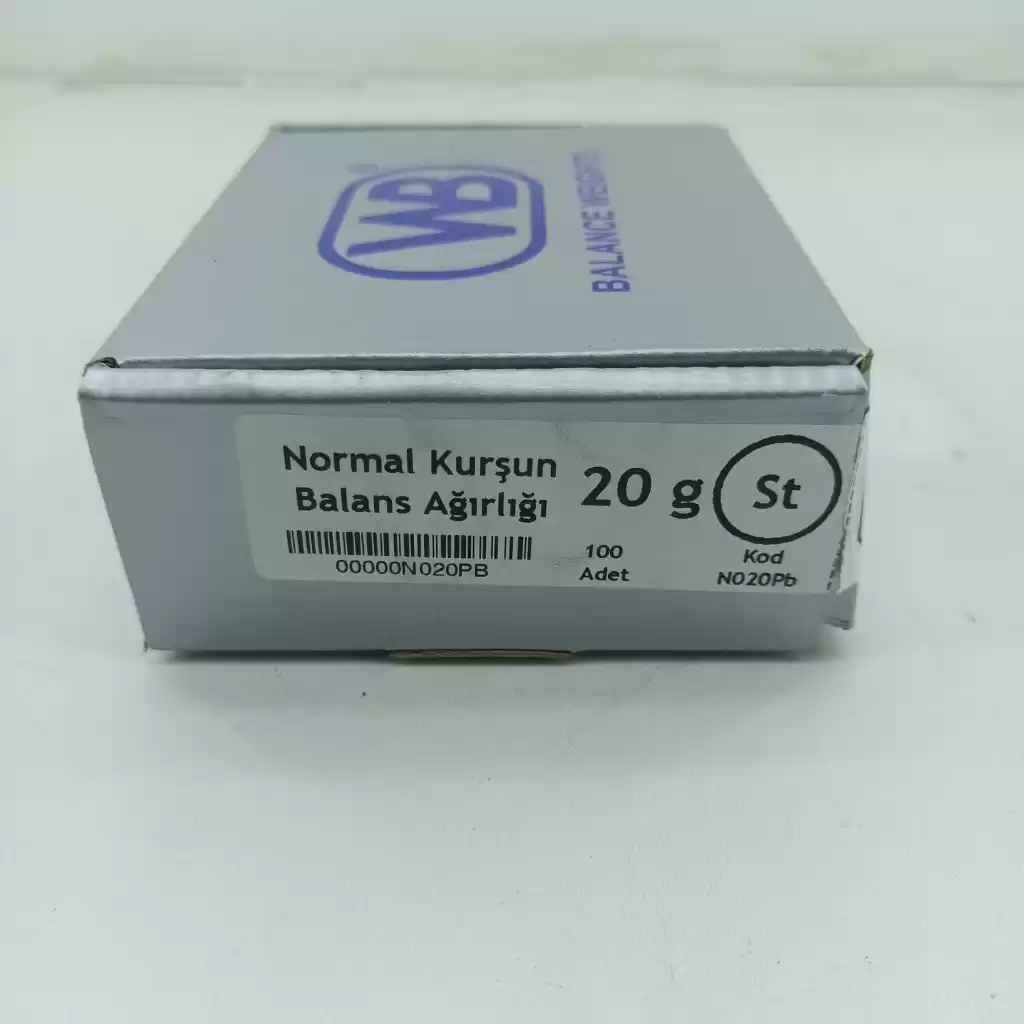 WB®
BALANCE WEIGHTS
Normal Kurşun
Balans Ağırlığı
20 g
St
00000N020PB
100
Adet
Kod
N020Pb